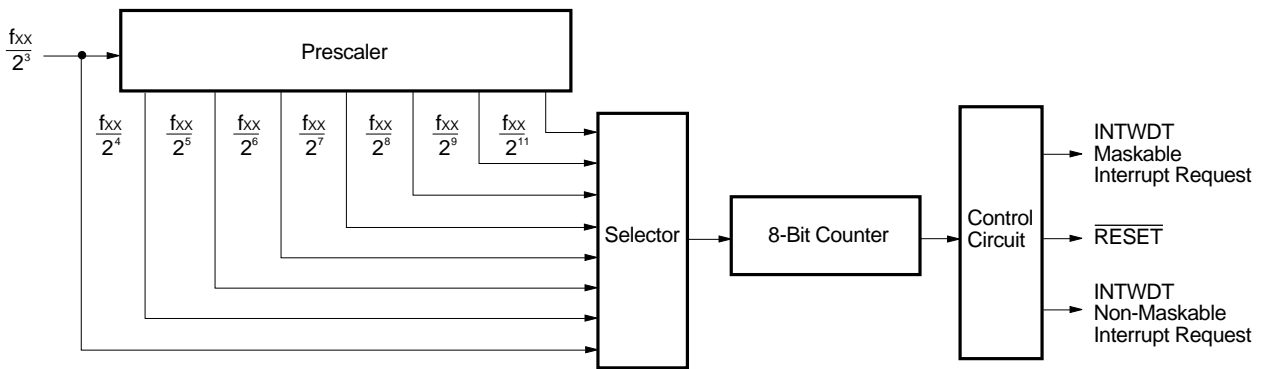 fXX
2³
Prescaler
fXX
2⁴
fXX
2⁵
fXX
2⁶
fXX
2⁷
fXX
2⁸
fXX
2⁹
fXX
2¹¹
Selector
8-Bit Counter
Control
Circuit
INTWDT
Maskable
Interrupt Request
RESET
INTWDT
Non-Maskable
Interrupt Request